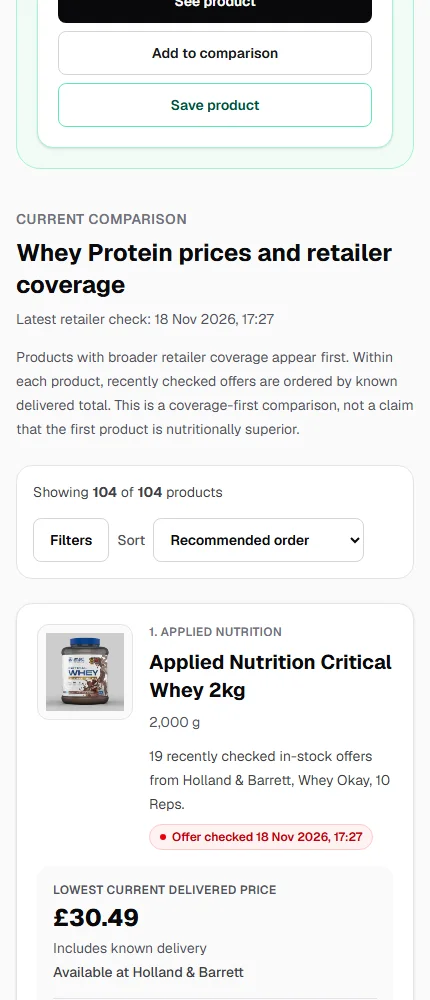 See product
Add to comparison
Save product
CURRENT COMPARISON
Whey Protein prices and retailer
coverage
Latest retailer check: 18 Nov 2026, 17:27
Products with broader retailer coverage appear first. Within
each product, recently checked offers are ordered by known
delivered total. This is a coverage-first comparison, not a claim
that the first product is nutritionally superior.
Showing 104 of 104 products
Filters Sort Recommended order
1. APPLIED NUTRITION
WHEY
Applied Nutrition Critical
Whey 2kg
2,000 g
19 recently checked in-stock offers
from Holland & Barrett, Whey Okay, 10
Reps.
Offer checked 18 Nov 2026, 17:27
LOWEST CURRENT DELIVERED PRICE
£30.49
Includes known delivery
Available at Holland & Barrett